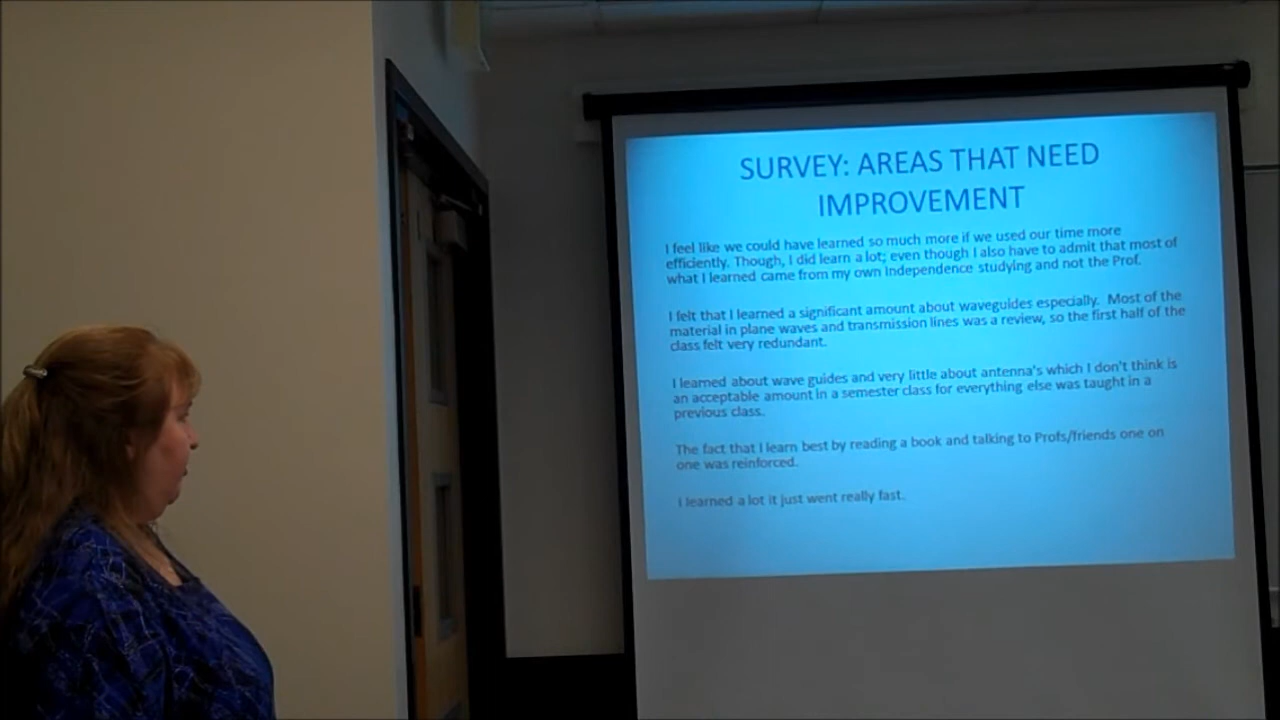 SURVEY: AREAS THAT NEED
IMPROVEMENT
I feel like we could have learned so much more if we used our time more
efficiently. Though, I did learn a lot; even though I also have to admit that most of
what I learned came from my own Independence studying and not the Prof.
I felt that I learned a significant amount about waveguides especially. Most of the
material in plane waves and transmission lines was a review, so the first half of the
class felt very redundant.
I learned about wave guides and very little about antenna's which I don't think is
an acceptable amount in a semester class for everything else was taught in a
previous class.
The fact that I learn best by reading a book and talking to Profs/friends one on
one was reinforced.
I learned a lot it just went really fast.